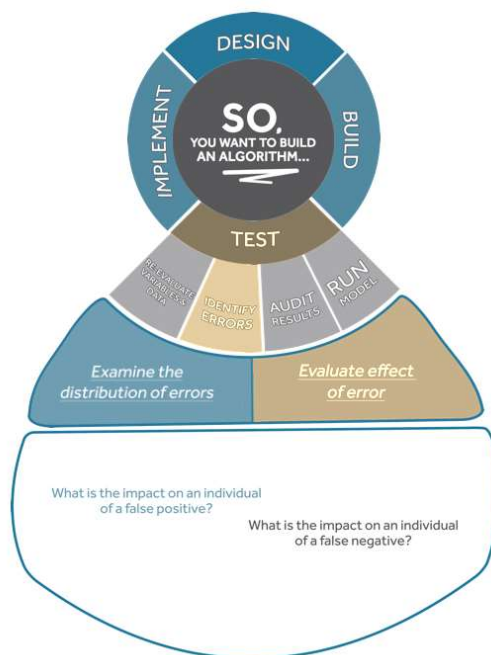 DESIGN
IMPLEMENT
BUILD
SO,
YOU WANT TO BUILD
AN ALGORITHM...
TEST
RE-EVALUATE
VARIABLES &
DATA
IDENTIFY
ERRORS
AUDIT
RESULTS
RUN
MODEL
Examine the
distribution of errors
Evaluate effect
of error
What is the impact on an individual
of a false positive?
What is the impact on an individual
of a false negative?